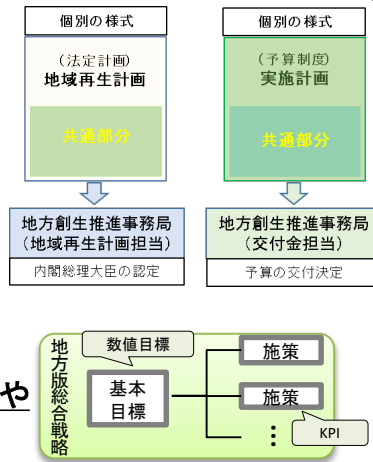 個別の様式
個別の様式
（法定計画）
地域再生計画
共通部分
（予算制度）
実施計画
共通部分
地方創生推進事務局
（地域再生計画担当）
内閣総理大臣の認定
地方創生推進事務局
（交付金担当）
予算の交付決定
や
地方版総合戦略
数値目標
基本
目標
施策
施策
⋮
KPI